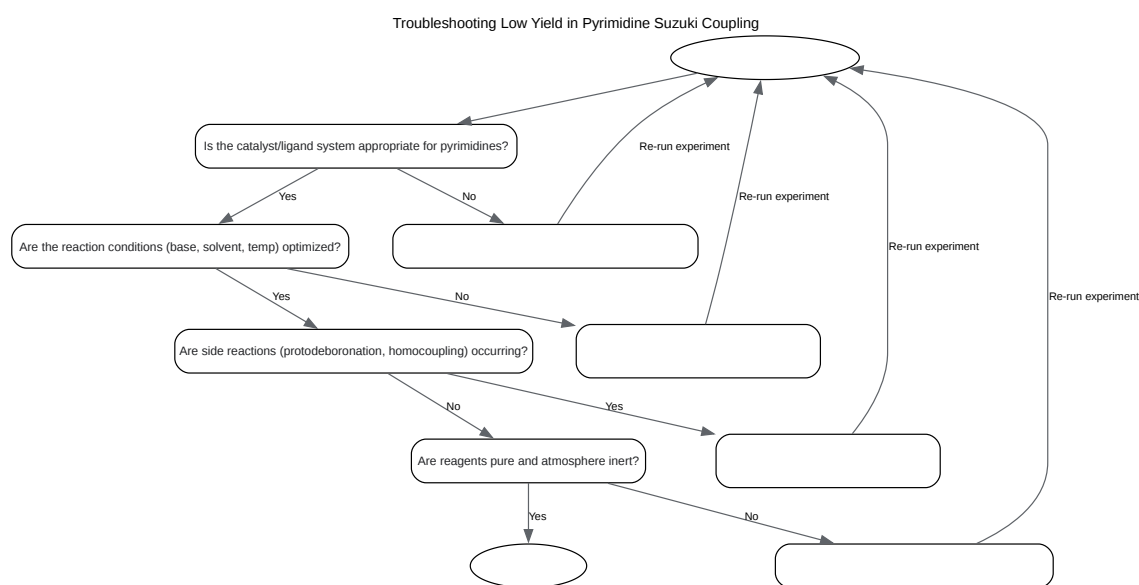 Troubleshooting Low Yield in Pyrimidine Suzuki Coupling
Is the catalyst/ligand system appropriate for pyrimidines?
Re-run experiment
Yes
No
Re-run experiment
Are the reaction conditions (base, solvent, temp) optimized?
Re-run experiment
Yes
No
Re-run experiment
Are side reactions (protodeboronation, homocoupling) occurring?
No
Yes
Are reagents pure and atmosphere inert?
Yes
No